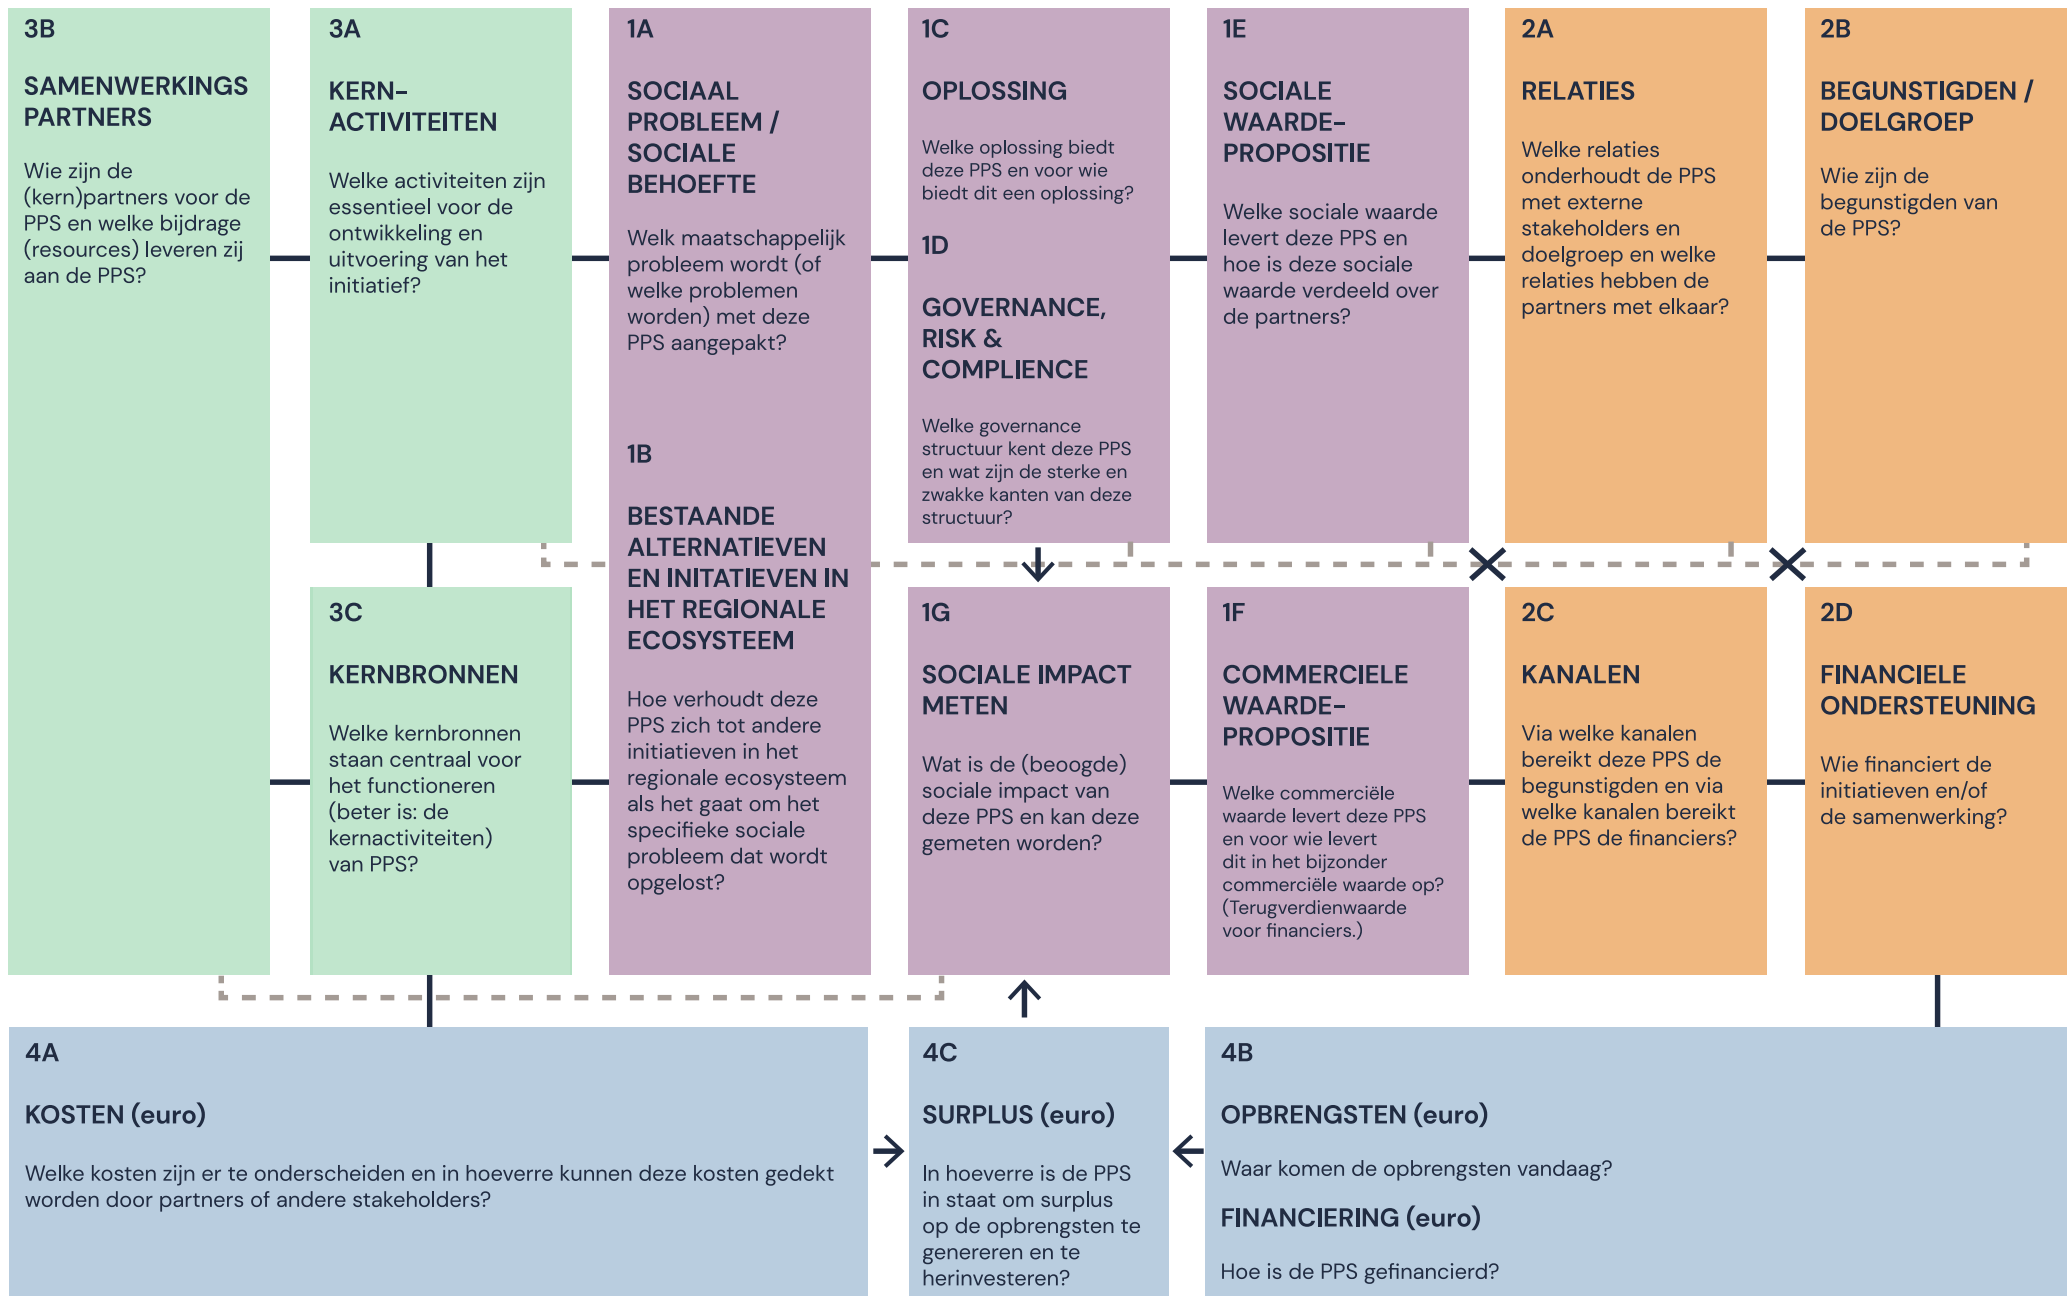 3B
SAMENWERKINGS
PARTNERS
Wie zijn de
(kern)partners voor de
PPS en welke bijdrage
(resources) leveren zij
aan de PPS?
3A
KERN-
ACTIVITEITEN
Welke activiteiten zijn
essentieel voor de
ontwikkeling en
uitvoering van het
initiatief?
1A
SOCIAAL
PROBLEEM /
SOCIALE
BEHOEFTE
Welk maatschappelijk
probleem wordt (of
welke problemen
worden) met deze
PPS aangepakt?
1B
BESTAANDE
ALTERNATIEVEN
EN INITATIEVEN IN
HET REGIONALE
ECOSYSTEEM
Hoe verhoudt deze
PPS zich tot andere
initiatieven in het
regionale ecosysteem
als het gaat om het
specifieke sociale
probleem dat wordt
opgelost?
1C
OPLOSSING
Welke oplossing biedt
deze PPS en voor wie
biedt dit een oplossing?
1D
GOVERNANCE,
RISK &
COMPLIENCE
Welke governance
structuur kent deze PPS
en wat zijn de sterke en
zwakke kanten van deze
structuur?
1E
SOCIALE
WAARDE-
PROPOSITIE
Welke sociale waarde
levert deze PPS en
hoe is deze sociale
waarde verdeeld over
de partners?
2A
RELATIES
Welke relaties
onderhoudt de PPS
met externe
stakeholders en
doelgroep en welke
relaties hebben de
partners met elkaar?
2B
BEGUNSTIGDEN /
DOELGROEP
Wie zijn de
begunstigden van
de PPS?
3C
KERNBRONNEN
Welke kernbronnen
staan centraal voor
het functioneren
(beter is: de
kernactiviteiten)
van PPS?
1G
SOCIALE IMPACT
METEN
Wat is de (beoogde)
sociale impact van
deze PPS en kan deze
gemeten worden?
1F
COMMERCIELE
WAARDE-
PROPOSITIE
Welke commerciële
waarde levert deze PPS
en voor wie levert
dit in het bijzonder
commerciële waarde op?
(Terugverdienwaarde
voor financiers.)
2C
KANALEN
Via welke kanalen
bereikt deze PPS de
begunstigden en via
welke kanalen bereikt
de PPS de financiers?
2D
FINANCIELE
ONDERSTEUNING
Wie financiert de
initiatieven en/of
de samenwerking?
4A
KOSTEN (euro)
Welke kosten zijn er te onderscheiden en in hoeverre kunnen deze kosten gedekt
worden door partners of andere stakeholders?
4C
SURPLUS (euro)
In hoeverre is de PPS
in staat om surplus
op de opbrengsten te
genereren en te
herinvesteren?
4B
OPBRENGSTEN (euro)
Waar komen de opbrengsten vandaag?
FINANCIERING (euro)
Hoe is de PPS gefinancierd?